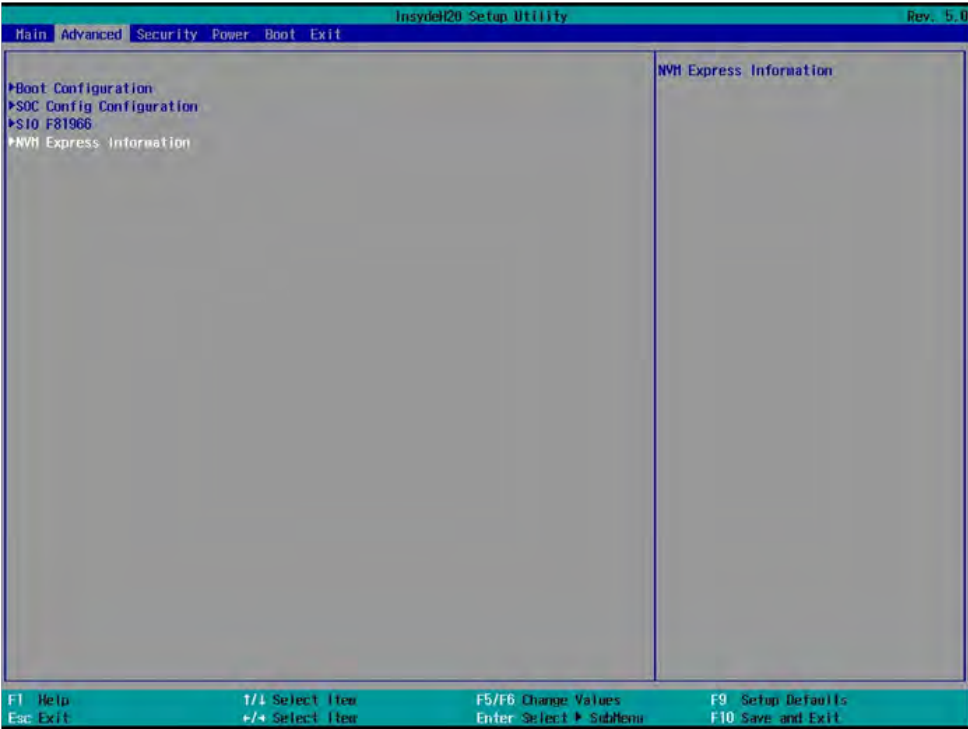 InsydeH20 Setup Utility Rev. 5.0
Main Advanced Security Power Boot Exit
▶Boot Configuration
▶SOC Config Configuration
▶SIO F81966
▶NVM Express Information
NVM Express Information
F1 Help ↑/↓ Select Item F5/F6 Change Values F9 Setup Defaults
Esc Exit ←/→ Select Item Enter Select ▶ SubMenu F10 Save and Exit